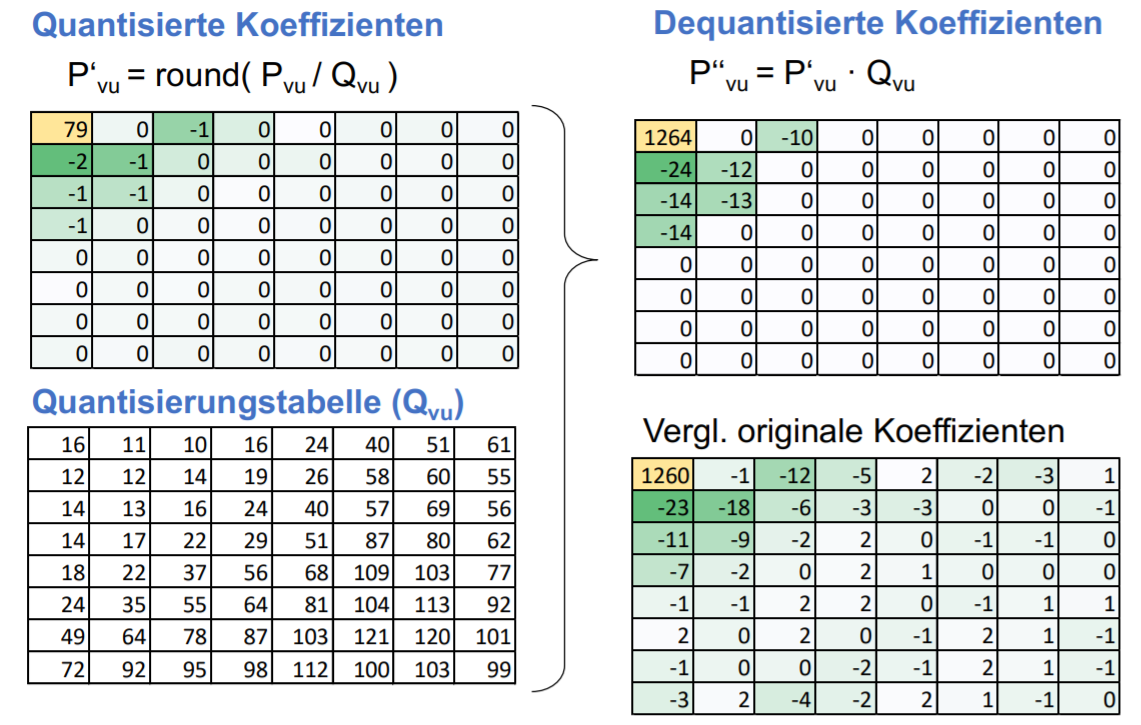 Quantisierte Koeffizienten
P‘vu = round( Pvu / Qvu )
79 0 -1 0 0 0 0 0
-2 -1 0 0 0 0 0 0
-1 -1 0 0 0 0 0 0
-1 0 0 0 0 0 0 0
0 0 0 0 0 0 0 0
0 0 0 0 0 0 0 0
0 0 0 0 0 0 0 0
0 0 0 0 0 0 0 0
Quantisierungstabelle (Qvu)
16 11 10 16 24 40 51 61
12 12 14 19 26 58 60 55
14 13 16 24 40 57 69 56
14 17 22 29 51 87 80 62
18 22 37 56 68 109 103 77
24 35 55 64 81 104 113 92
49 64 78 87 103 121 120 101
72 92 95 98 112 100 103 99
Dequantisierte Koeffizienten
P“vu = P‘vu · Qvu
1264 0 -10 0 0 0 0 0
-24 -12 0 0 0 0 0 0
-14 -13 0 0 0 0 0 0
-14 0 0 0 0 0 0 0
0 0 0 0 0 0 0 0
0 0 0 0 0 0 0 0
0 0 0 0 0 0 0 0
0 0 0 0 0 0 0 0
Vergl. originale Koeffizienten
1260 -1 -12 -5 2 -2 -3 1
-23 -18 -6 -3 -3 0 0 -1
-11 -9 -2 2 0 -1 -1 0
-7 -2 0 2 1 0 0 0
-1 -1 2 2 0 -1 1 1
2 0 2 0 -1 2 1 -1
-1 0 0 -2 -1 2 1 -1
-3 2 -4 -2 2 1 -1 0